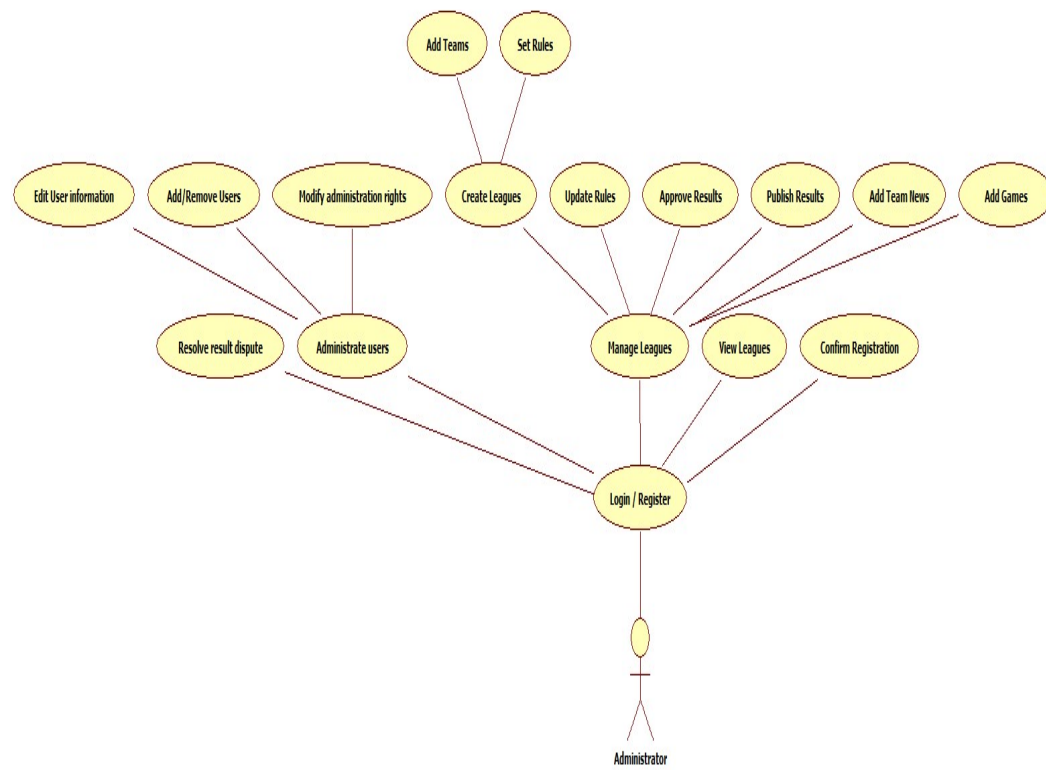 Add Teams
Set Rules
Edit User information
Add/Remove Users
Modify administration rights
Create Leagues
Update Rules
Approve Results
Publish Results
Add Team News
Add Games
Resolve result dispute
Administrate users
Manage Leagues
View Leagues
Confirm Registration
Login / Register
Administrator